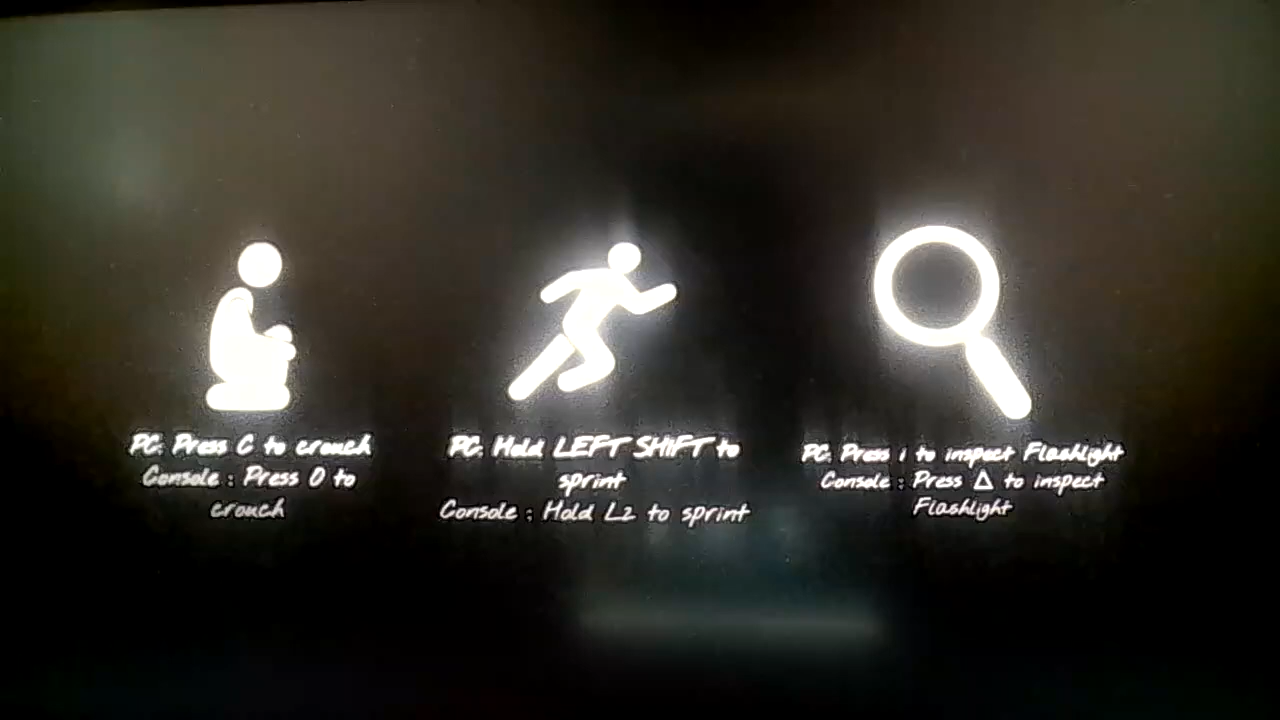 PC: Press C to crouch
Console : Press O to
crouch
PC: Hold LEFT SHIFT to
sprint
Console : Hold L2 to sprint
PC: Press i to inspect Flashlight
Console : Press Δ to inspect
Flashlight